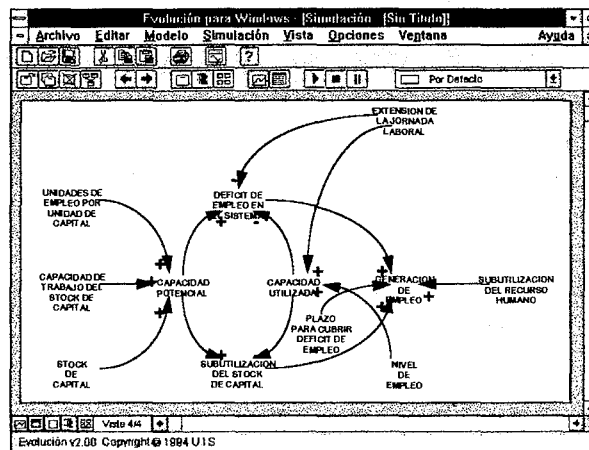 Evolución para Windows - [Simulación - [Sin Titulo]]
Archivo Editar Modelo Simulación Vista Opciones Ventana Ayuda
Por Defecto
EXTENSION DE
LA JORNADA
LABORAL
UNIDADES DE
EMPLEO POR
UNIDAD DE
CAPITAL
DEFICIT DE
EMPLEO EN
SISTEMA
CAPACIDAD DE
TRABAJO DEL
STOCK DE
CAPITAL
CAPACIDAD
POTENCIAL
CAPACIDAD
UTILIZADA
GENERACION
DE
EMPLEO
SUBUTILIZACION
DEL RECURSO
HUMANO
PLAZO
PARA CUBRIR
DEFICIT DE
EMPLEO
STOCK
DE
CAPITAL
SUBUTILIZACION
DEL STOCK
DE CAPITAL
NIVEL
DE
EMPLEO
Vista 4/4
Evolución v2.00 Copyright © 1994 UIS